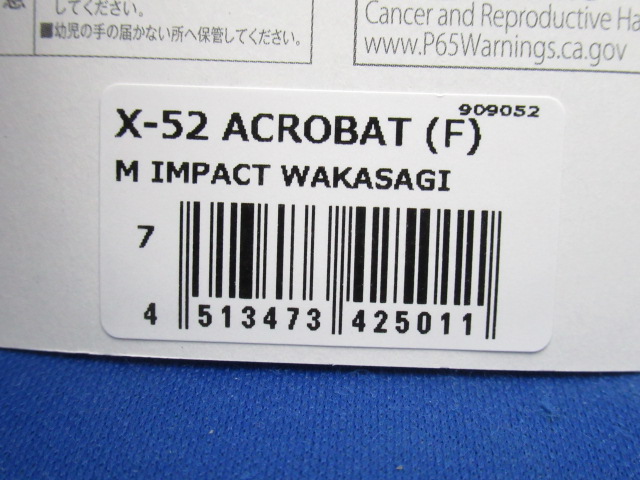 意
してください。
■幼児の手の届かない所へ保管してください。
Cancer and Reproductive Ha
www.P65Warnings.ca.gov
909052
X-52 ACROBAT (F)
M IMPACT WAKASAGI
7
4 513473 425011